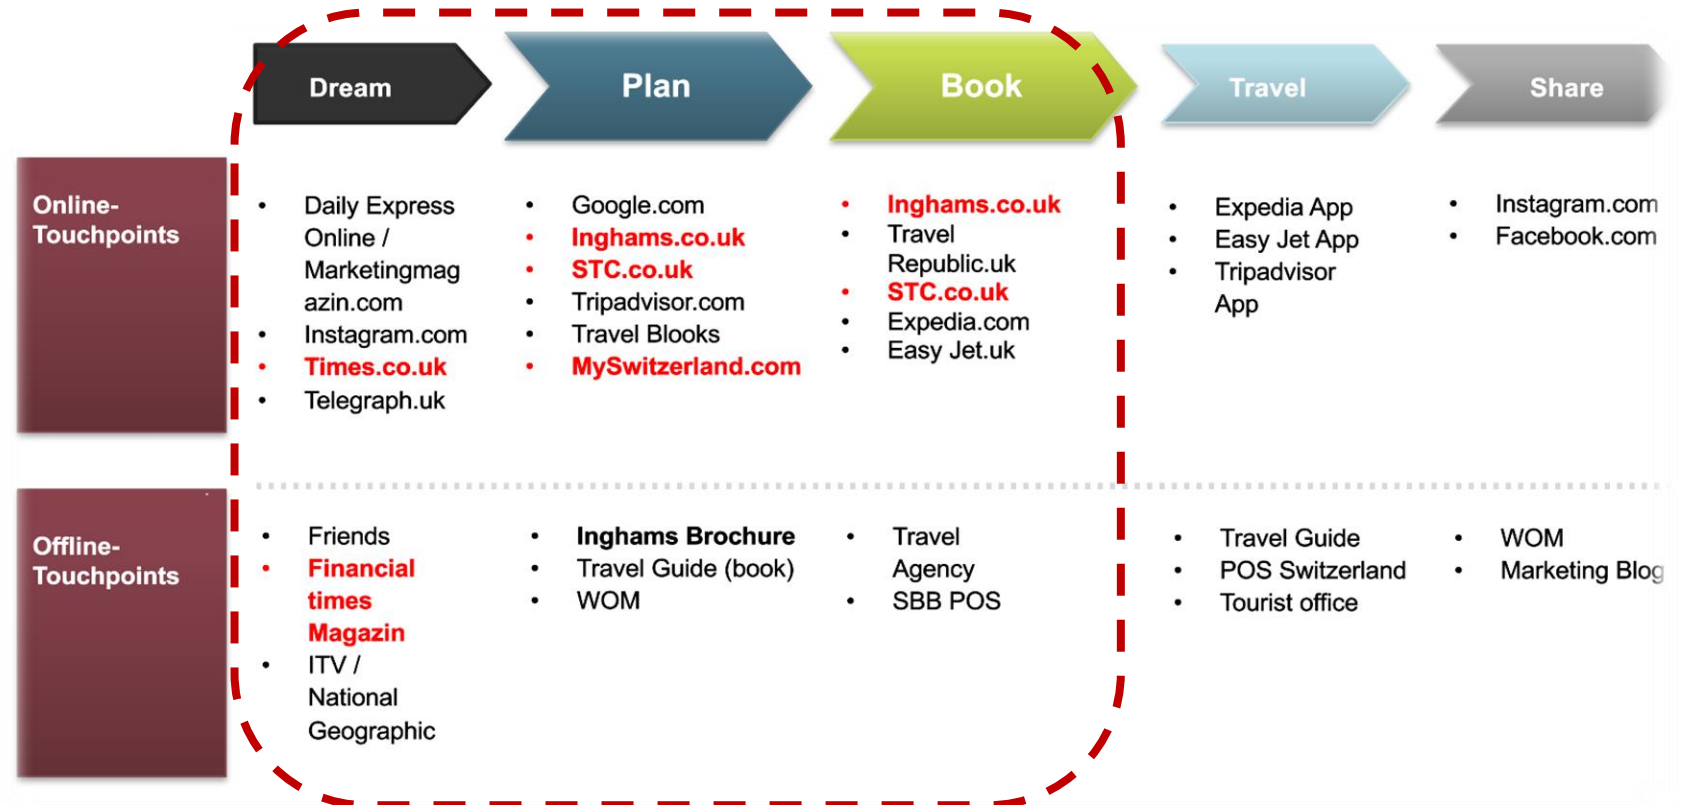 Dream
Plan
Book
Travel
Share
Online-
Touchpoints
• Daily Express
Online /
Marketingmag
azin.com
• Instagram.com
• Times.co.uk
• Telegraph.uk
• Google.com
• Inghams.co.uk
• STC.co.uk
• Tripadvisor.com
• Travel Blooks
• MySwitzerland.com
• Inghams.co.uk
• Travel
Republic.uk
• STC.co.uk
• Expedia.com
• Easy Jet.uk
• Expedia App
• Easy Jet App
• Tripadvisor
App
• Instagram.com
• Facebook.com
Offline-
Touchpoints
• Friends
• Financial
times
Magazin
• ITV /
National
Geographic
• Inghams Brochure
• Travel Guide (book)
• WOM
• Travel
Agency
• SBB POS
• Travel Guide
• POS Switzerland
• Tourist office
• WOM
• Marketing Blog